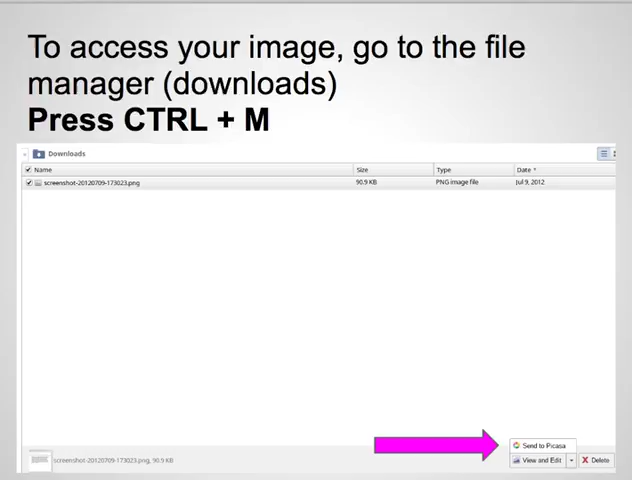 To access your image, go to the file
manager (downloads)
Press CTRL + M
Downloads
Name Size Type Date
screenshot-20120709-173023.png 90.9 KB PNG image file Jul 9, 2012
Send to Picasa
screenshot-20120709-173023.png, 90.9 KB View and Edit Delete